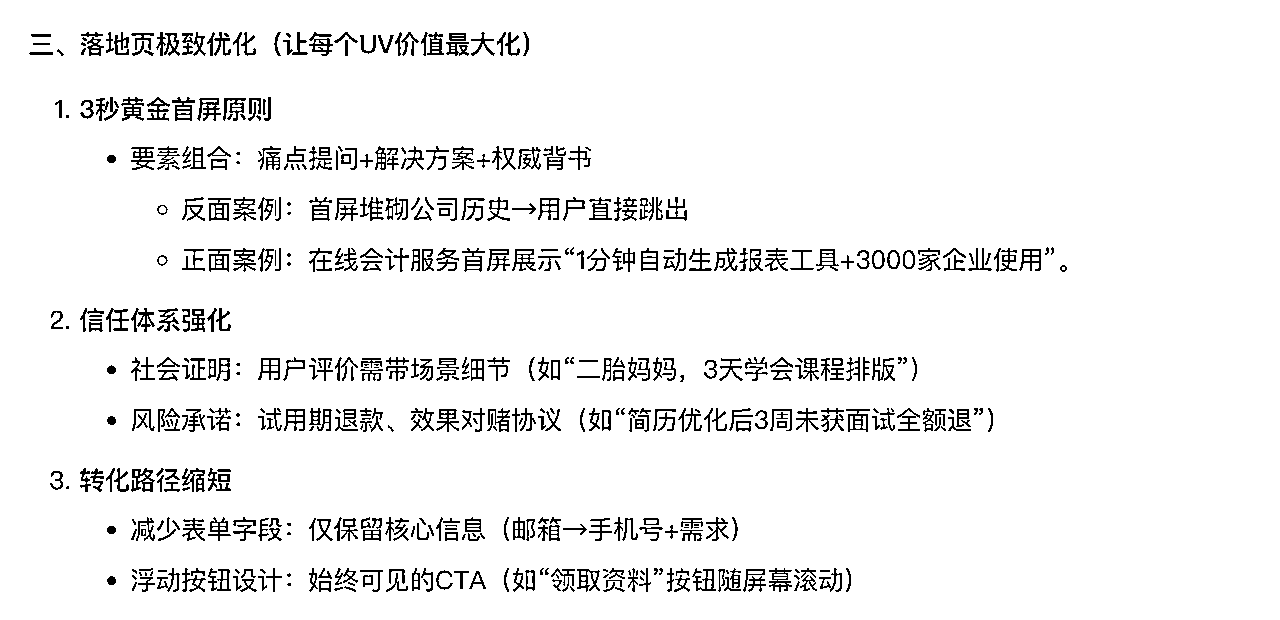 三、落地页极致优化（让每个UV价值最大化）
1. 3秒黄金首屏原则
• 要素组合：痛点提问+解决方案+权威背书
○ 反面案例：首屏堆砌公司历史→用户直接跳出
○ 正面案例：在线会计服务首屏展示“1分钟自动生成报表工具+3000家企业使用”。
2. 信任体系强化
• 社会证明：用户评价需带场景细节（如“二胎妈妈，3天学会课程排版”）
• 风险承诺：试用期退款、效果对赌协议（如“简历优化后3周未获面试全额退”）
3. 转化路径缩短
• 减少表单字段：仅保留核心信息（邮箱→手机号+需求）
• 浮动按钮设计：始终可见的CTA（如“领取资料”按钮随屏幕滚动）